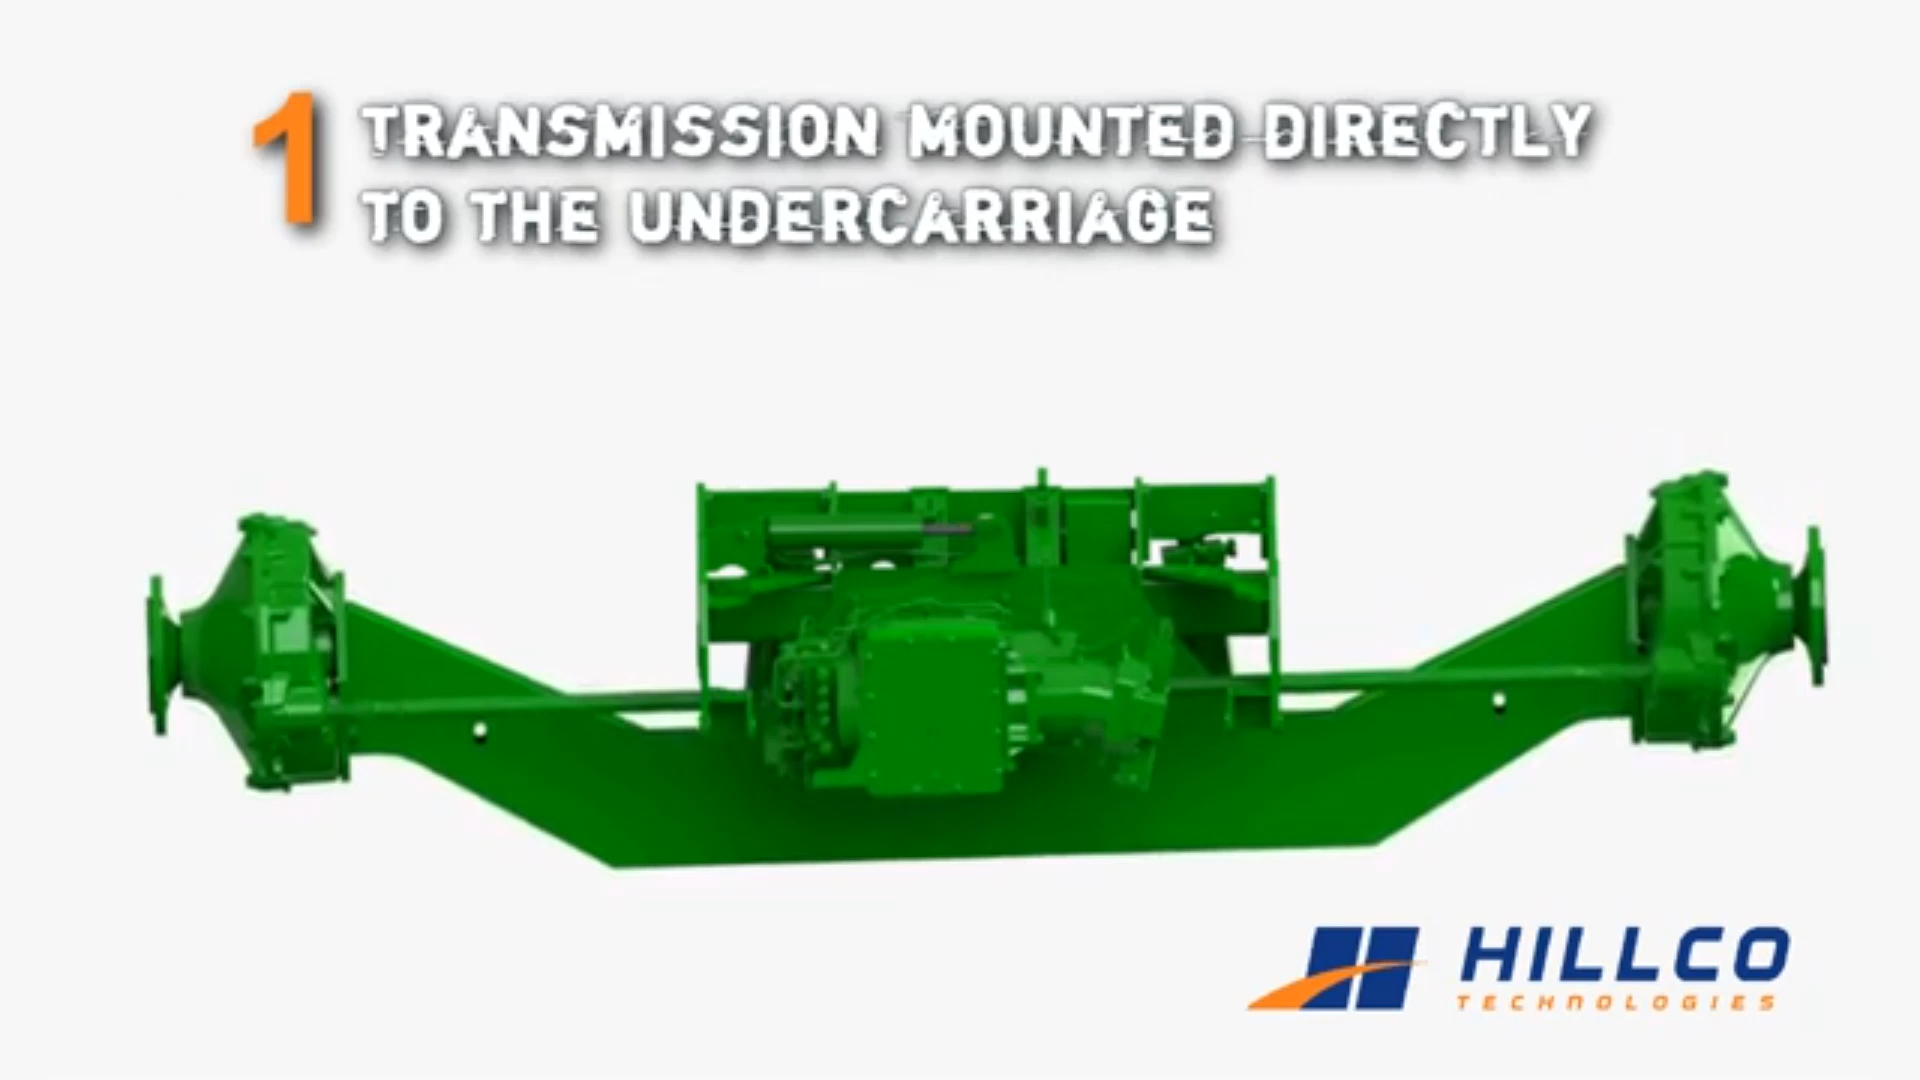 1 TRANSMISSION MOUNTED DIRECTLY
TO THE UNDERCARRIAGE
HILLCO
TECHNOLOGIES